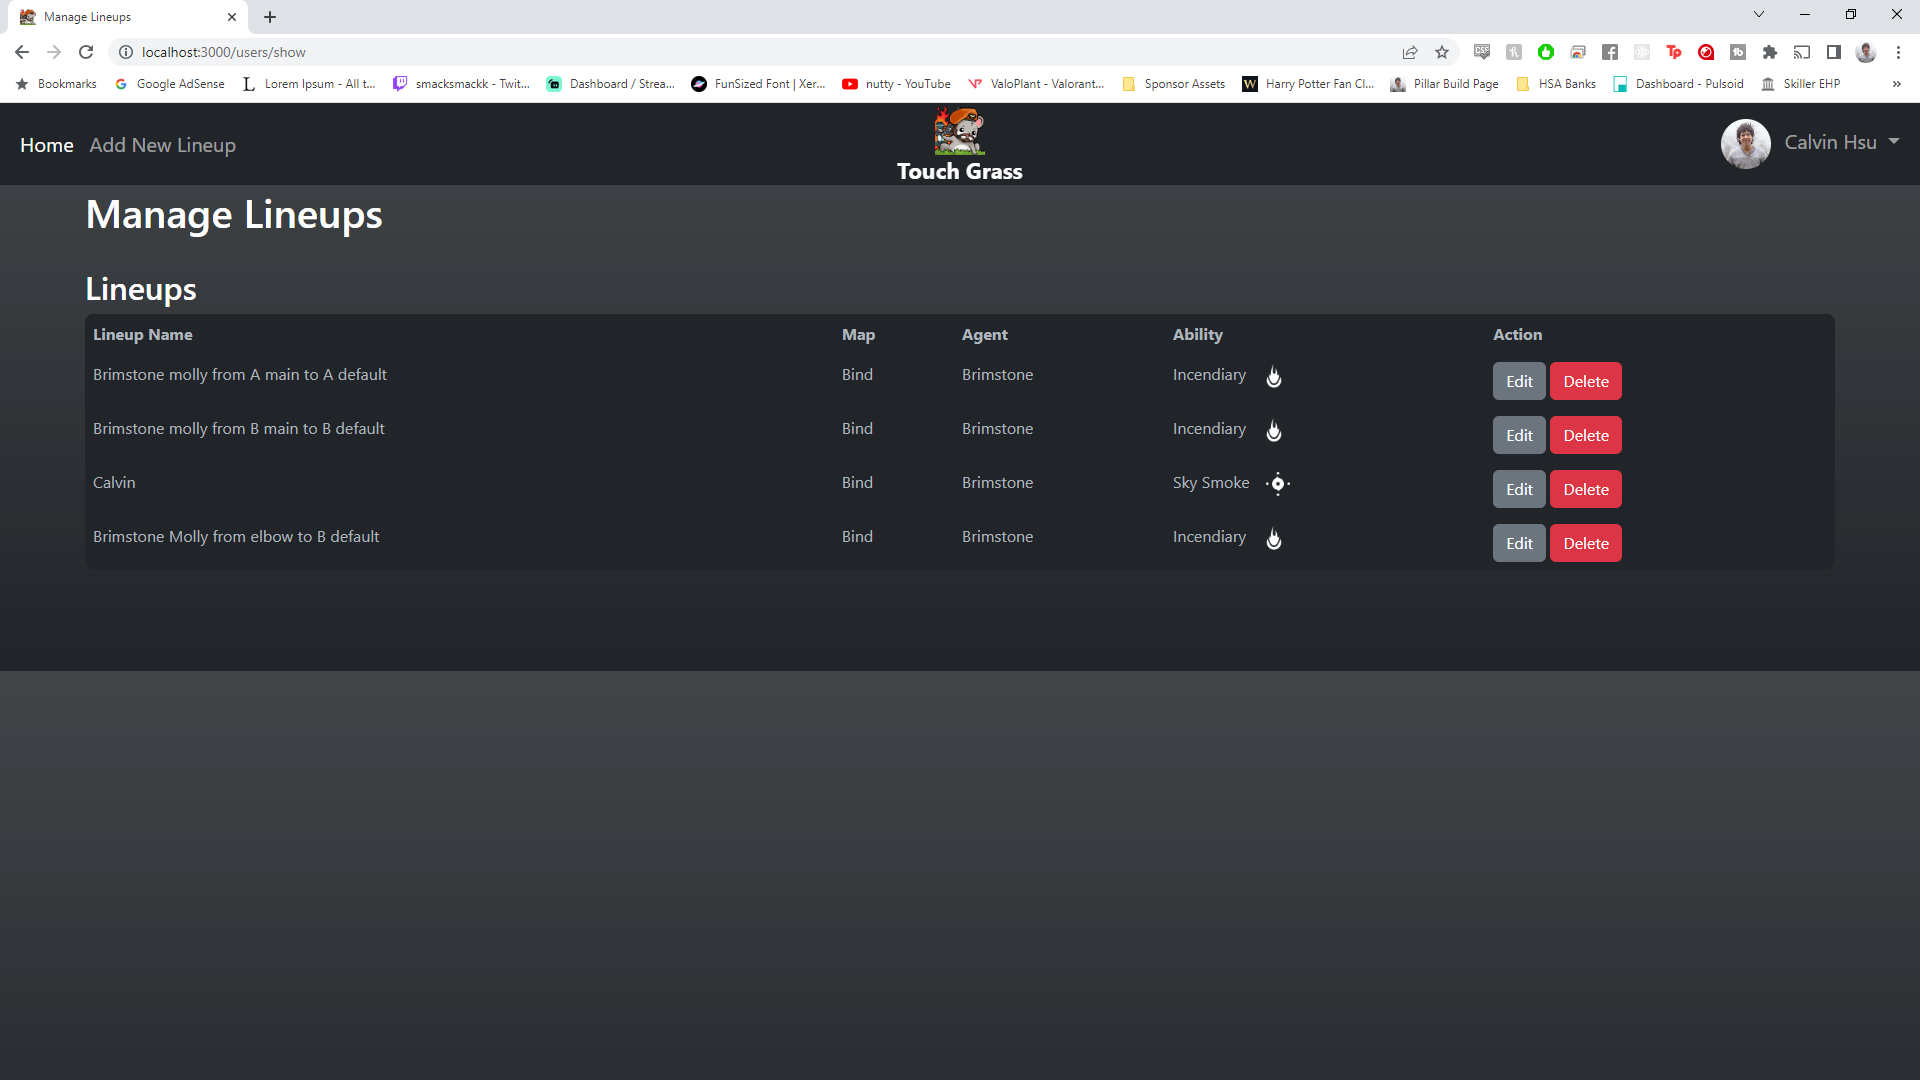 Manage Lineups
localhost:3000/users/show
Bookmarks Google AdSense Lorem Ipsum - All t... smacksmackk - Twit... Dashboard / Strea... FunSized Font | Xer... nutty - YouTube ValoPlant - Valorant... Sponsor Assets Harry Potter Fan Cl... Pillar Build Page HSA Banks Dashboard - Pulsoid Skiller EHP »
Home Add New Lineup Touch Grass Calvin Hsu
Manage Lineups
Lineups
Lineup Name Map Agent Ability Action
Brimstone molly from A main to A default Bind Brimstone Incendiary Edit Delete
Brimstone molly from B main to B default Bind Brimstone Incendiary Edit Delete
Calvin Bind Brimstone Sky Smoke Edit Delete
Brimstone Molly from elbow to B default Bind Brimstone Incendiary Edit Delete